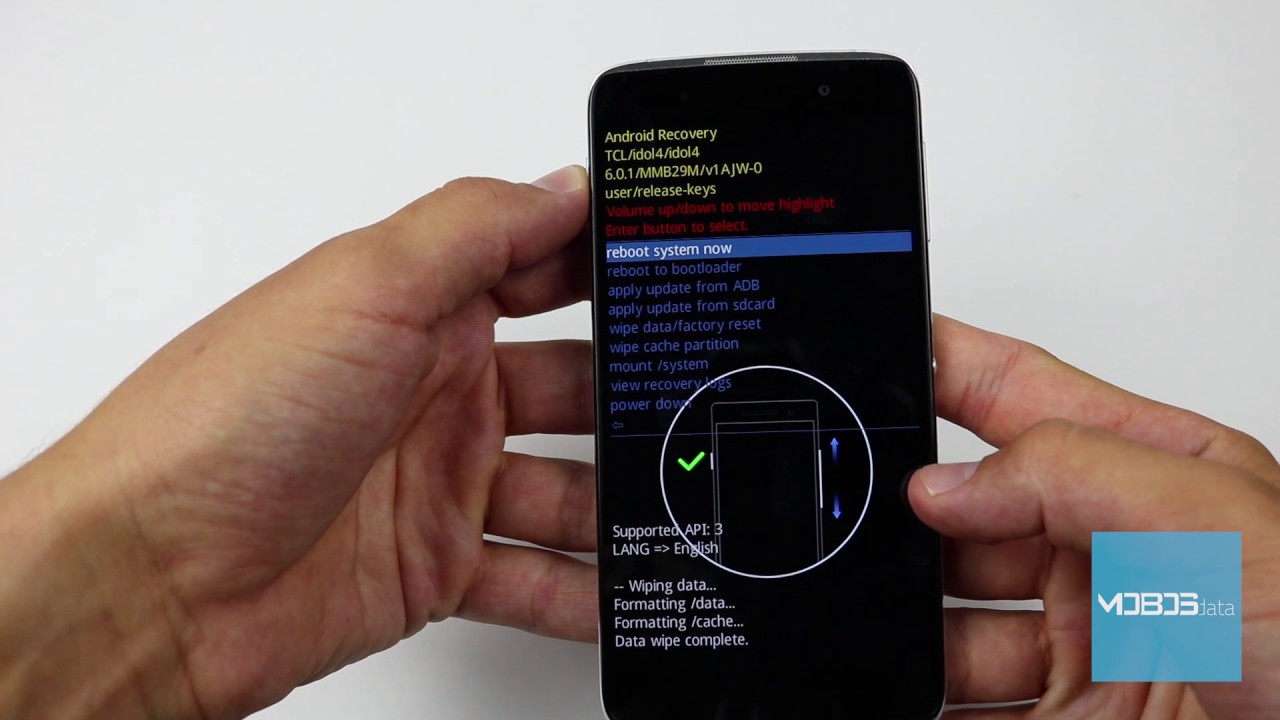 Android Recovery
TCL/idol4/idol4
6.0.1/MMB29M/v1AJW-0
user/release-keys
Volume up/down to move highlight
Enter button to select.
reboot system now
reboot to bootloader
apply update from ADB
apply update from sdcard
wipe data/factory reset
wipe cache partition
mount /system
view recovery logs
power down
Supported API: 3
LANG => English
-- Wiping data...
Formatting /data...
Formatting /cache...
Data wipe complete.
MOBOSdata